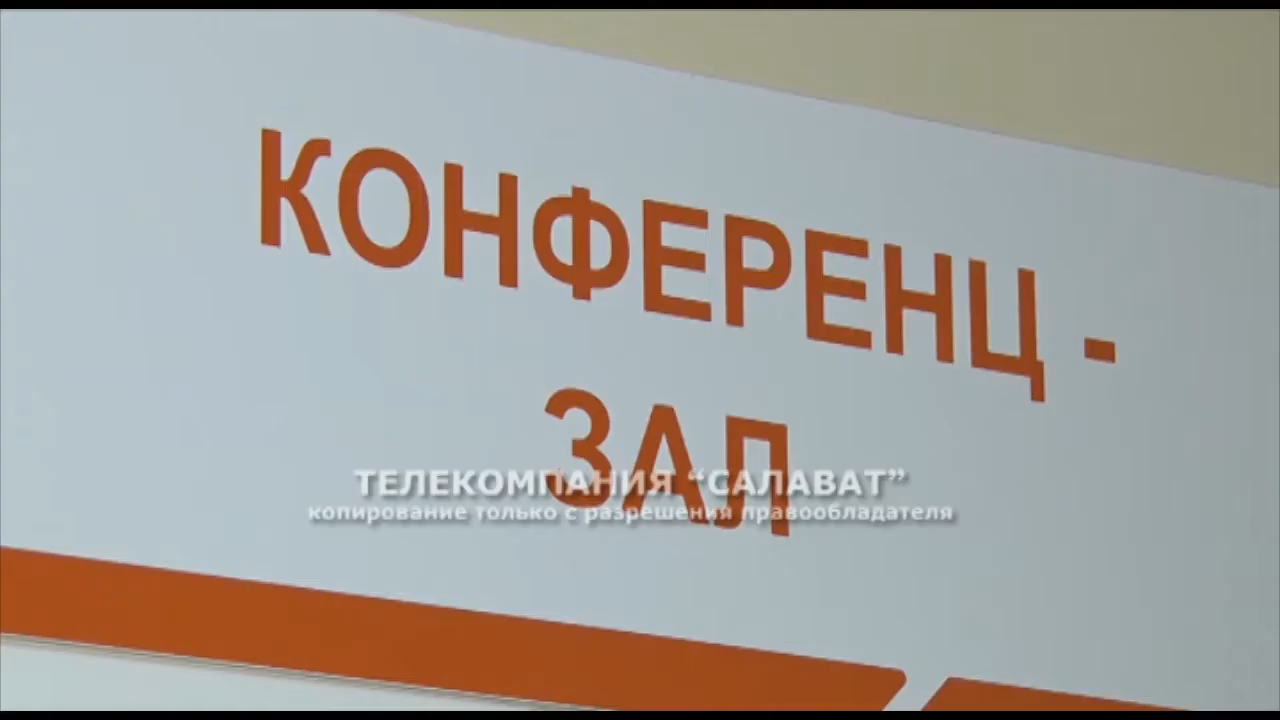 КОНФЕРЕНЦ -
ЗАЛ
ТЕЛЕКОМПАНИЯ “САЛАВАТ”
копирование только с разрешения правообладателя